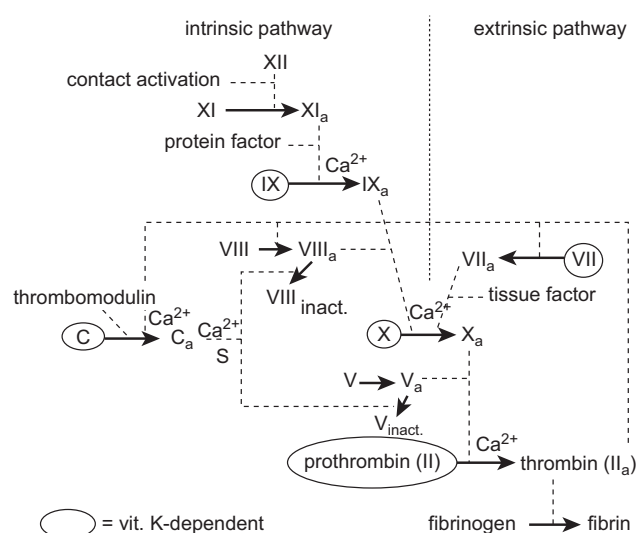 intrinsic pathway extrinsic pathway
XII
contact activation
XI XIa
protein factor
Ca2+
IX IXa
VIII VIIIa VIIa VII
VIII inact. tissue factor
thrombomodulin
Ca2+ Ca2+ Ca2+
C Ca S X Xa
V Va
Vinact.
Ca2+
prothrombin (II) thrombin (IIa)
= vit. K-dependent fibrinogen fibrin